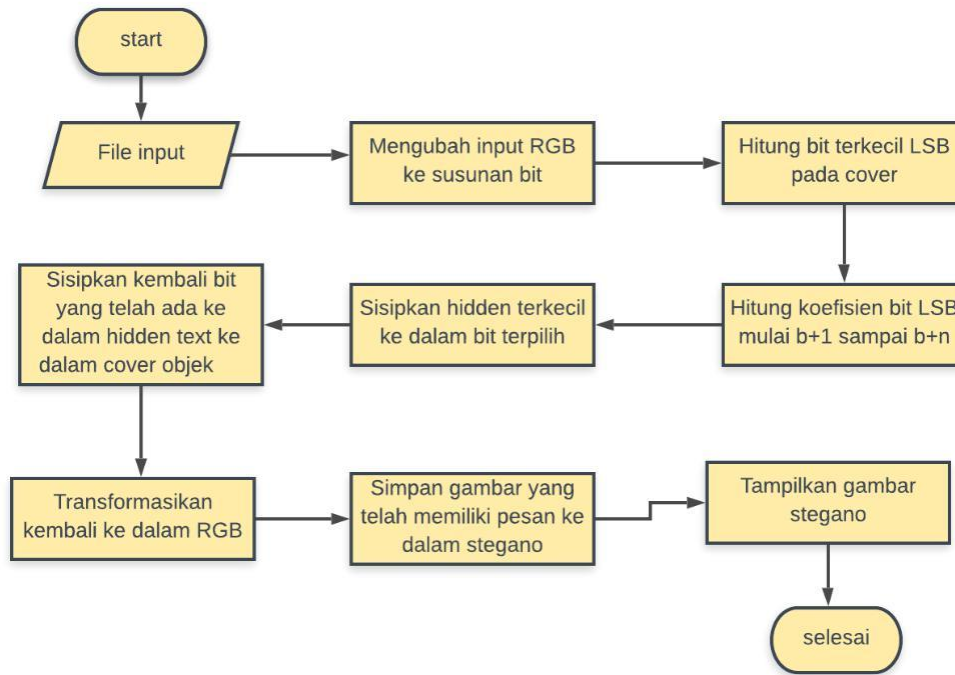 start
File input
Mengubah input RGB
ke susunan bit
Hitung bit terkecil LSB
pada cover
Hitung koefisien bit LSB
mulai b+1 sampai b+n
Sisipkan hidden terkecil
ke dalam bit terpilih
Sisipkan kembali bit
yang telah ada ke
dalam hidden text ke
dalam cover objek
Transformasikan
kembali ke dalam RGB
Simpan gambar yang
telah memiliki pesan ke
dalam stegano
Tampilkan gambar
stegano
selesai